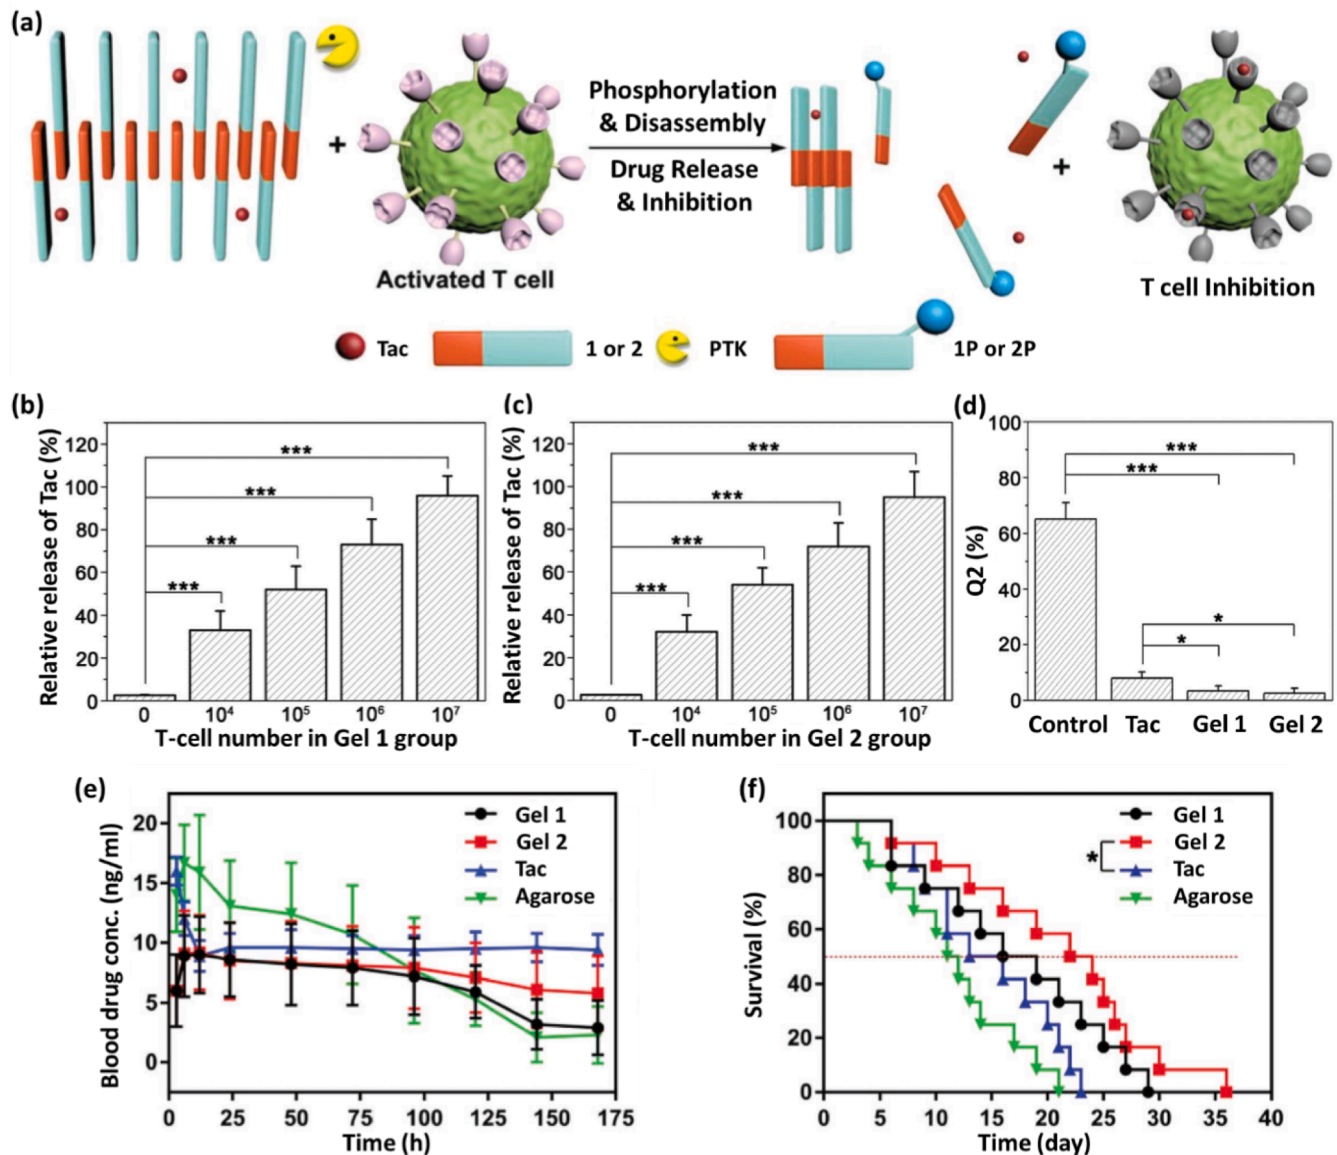 (a)
Phosphorylation
& Disassembly
Drug Release
& Inhibition
+
+
Activated T cell
T cell Inhibition
Tac
1 or 2
PTK
1P or 2P
(b)
Relative release of Tac (%)
120
100
80
60
40
20
0
***
***
***
***
0 10⁴ 10⁵ 10⁶ 10⁷
T-cell number in Gel 1 group
(c)
Relative release of Tac (%)
120
100
80
60
40
20
0
***
***
***
***
0 10⁴ 10⁵ 10⁶ 10⁷
T-cell number in Gel 2 group
(d)
Q2 (%)
100
80
60
40
20
0
***
***
*
*
Control Tac Gel 1 Gel 2
(e)
Blood drug conc. (ng/ml)
20
15
10
5
0
Gel 1
Gel 2
Tac
Agarose
0 25 50 75 100 125 150 175
Time (h)
(f)
Survival (%)
100
80
60
40
20
0
Gel 1
Gel 2
*
Tac
Agarose
0 5 10 15 20 25 30 35 40
Time (day)